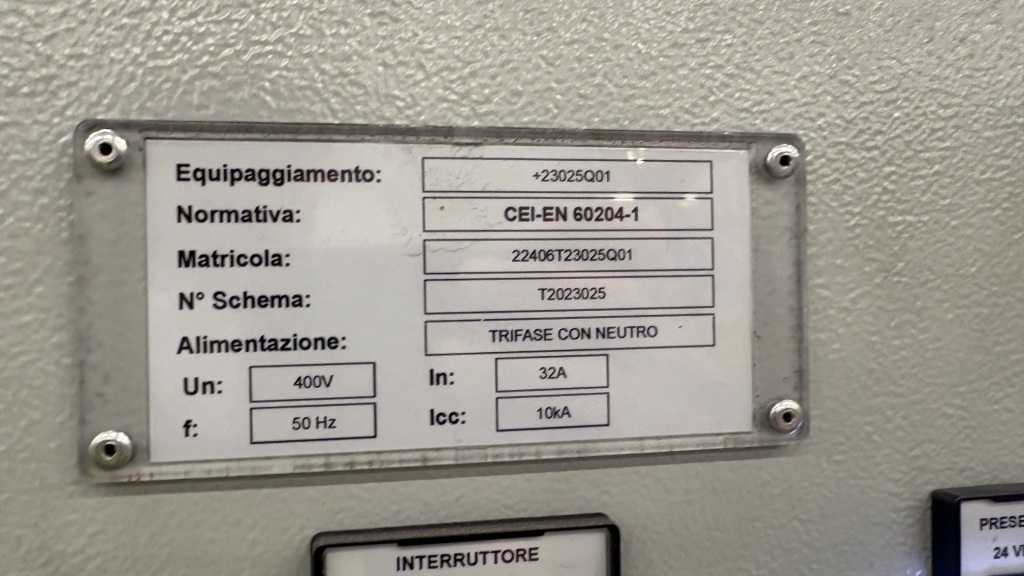 Equipaggiamento: +23025Q01
Normativa: CEI-EN 60204-1
Matricola: 22406T23025Q01
N° Schema: T2023025
Alimentazione: TRIFASE CON NEUTRO
Un: 400V In: 32A
f: 50 Hz Icc: 10kA
INTERRUTTORE
24